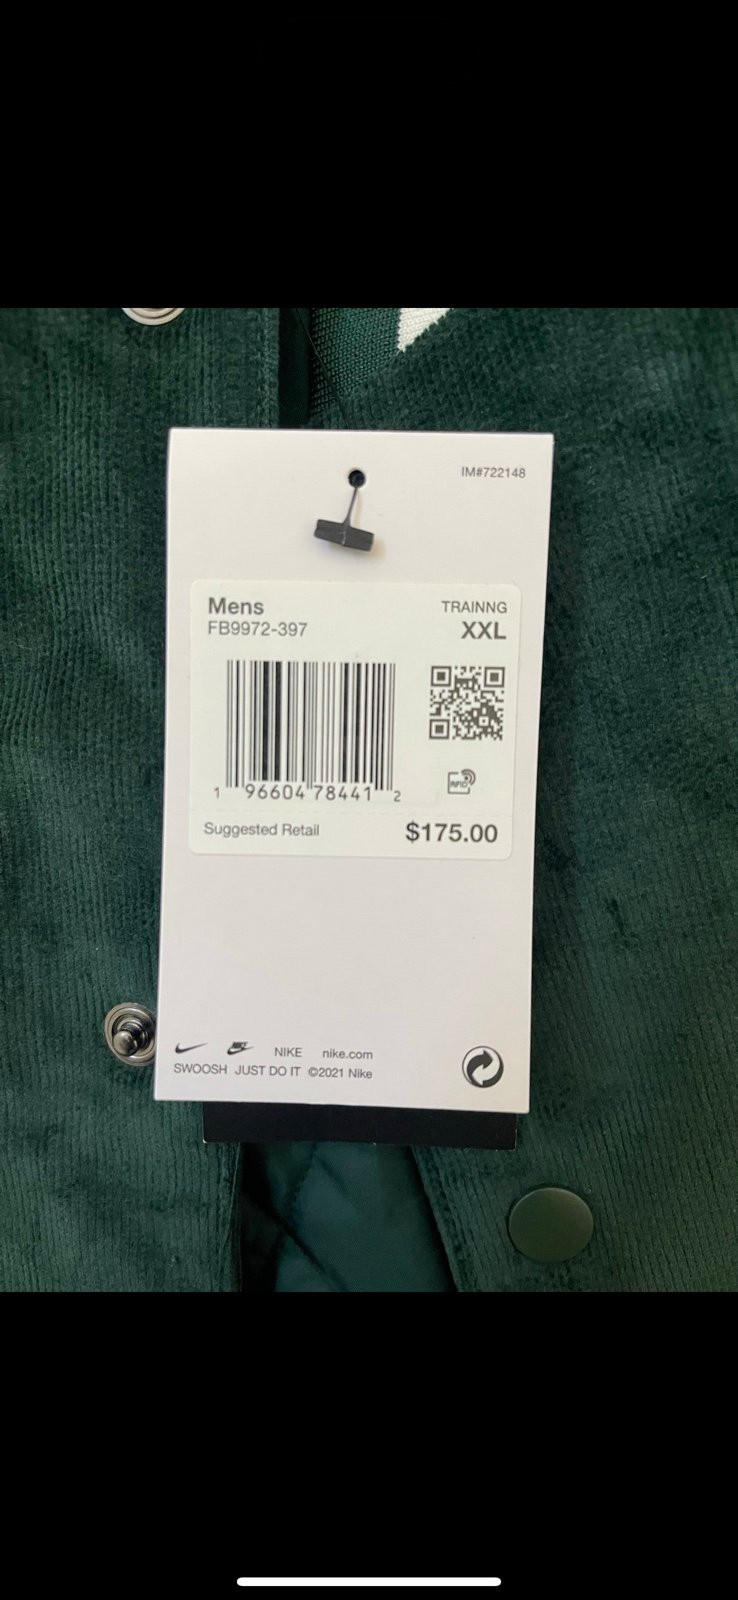 IM#722148
Mens
TRAINNG
FB9972-397
XXL
RFID
1 96604 78441 2
Suggested Retail
$175.00
NIKE nike.com
SWOOSH JUST DO IT ©2021 Nike